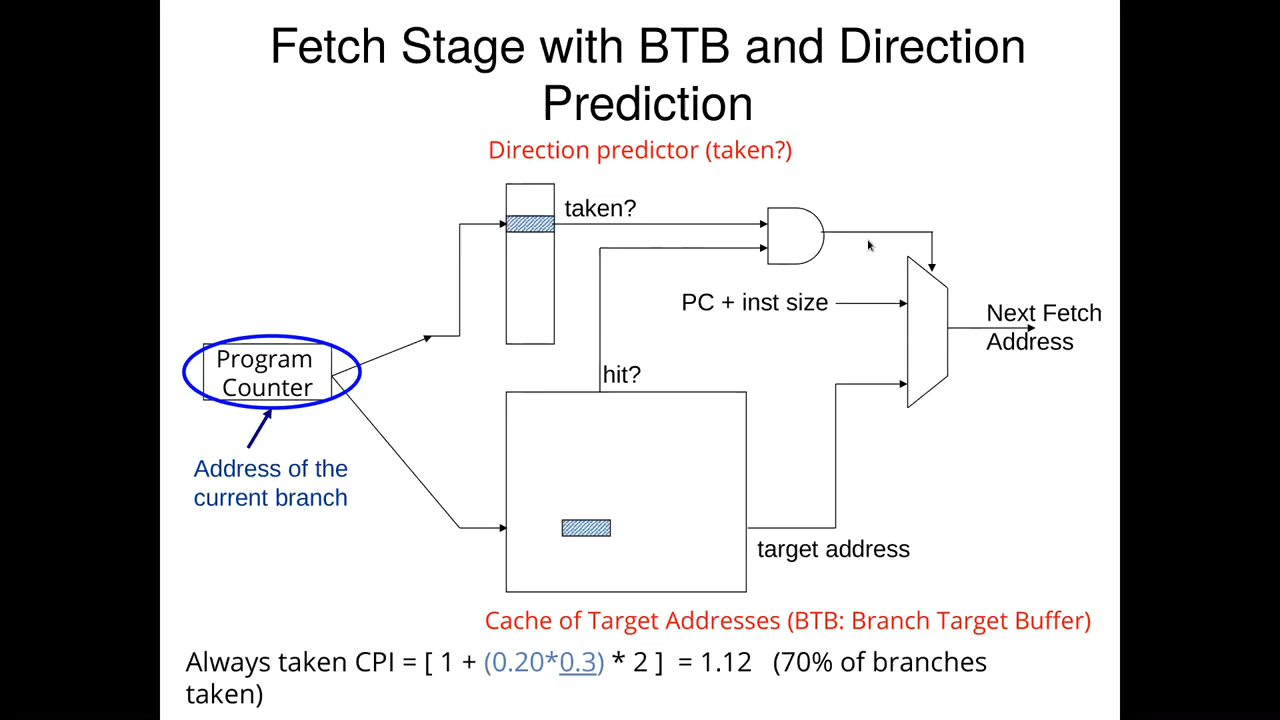 Fetch Stage with BTB and Direction
Prediction
Direction predictor (taken?)
taken?
PC + inst size
Next Fetch
Address
Program
Counter
hit?
Address of the
current branch
target address
Cache of Target Addresses (BTB: Branch Target Buffer)
Always taken CPI = [ 1 + (0.20*0.3) * 2 ] = 1.12 (70% of branches
taken)